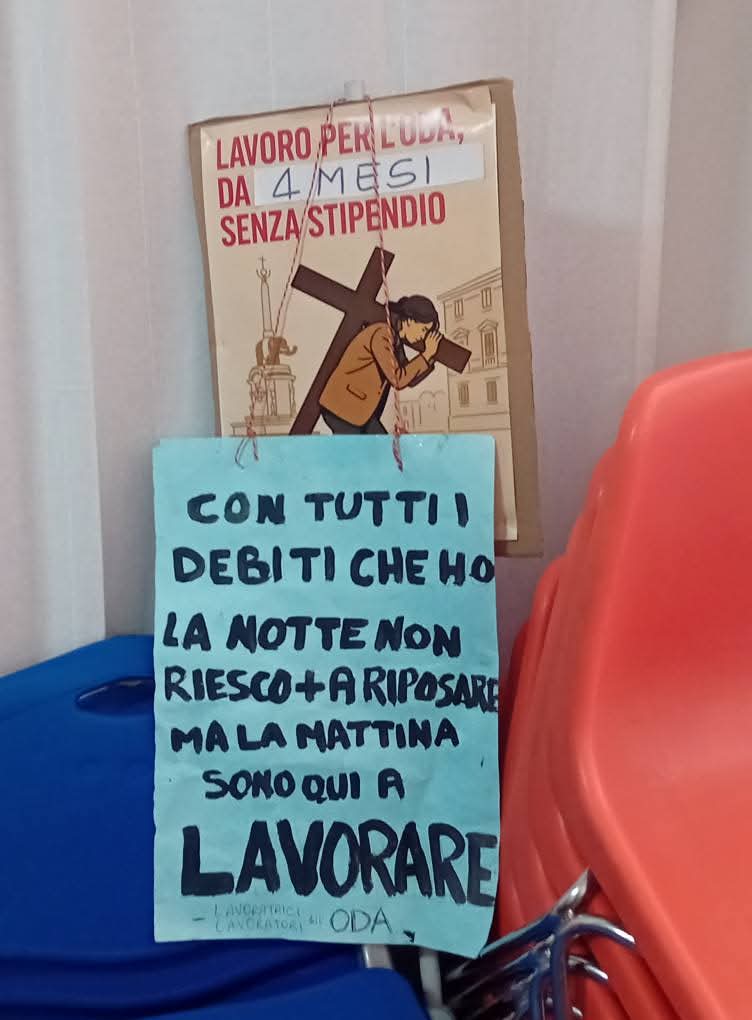 LAVORO PER L'ODA,
DA 4 MESI
SENZA STIPENDIO
CON TUTTI I
DEBITI CHE HO
LA NOTTE NON
RIESCO + A RIPOSARE
MA LA MATTINA
SONO QUI A
LAVORARE
- LAVORATRICI
LAVORATORI dell' ODA